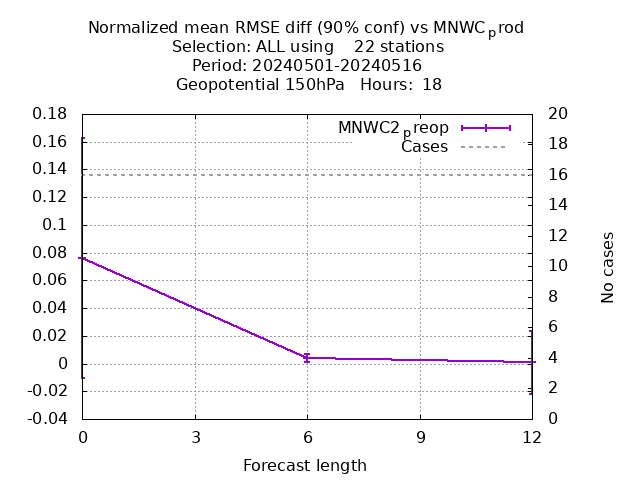 Normalized mean RMSE diff (90% conf) vs MNWCprod
Selection: ALL using    22 stations
Period: 20240501-20240516
Geopotential 150hPa   Hours:  18
MNWC2preop
Cases
0.18
0.16
0.14
0.12
0.1
0.08
0.06
0.04
0.02
0
-0.02
-0.04
20
18
16
14
12
10
8
6
4
2
0
No cases
0 3 6 9 12
Forecast length